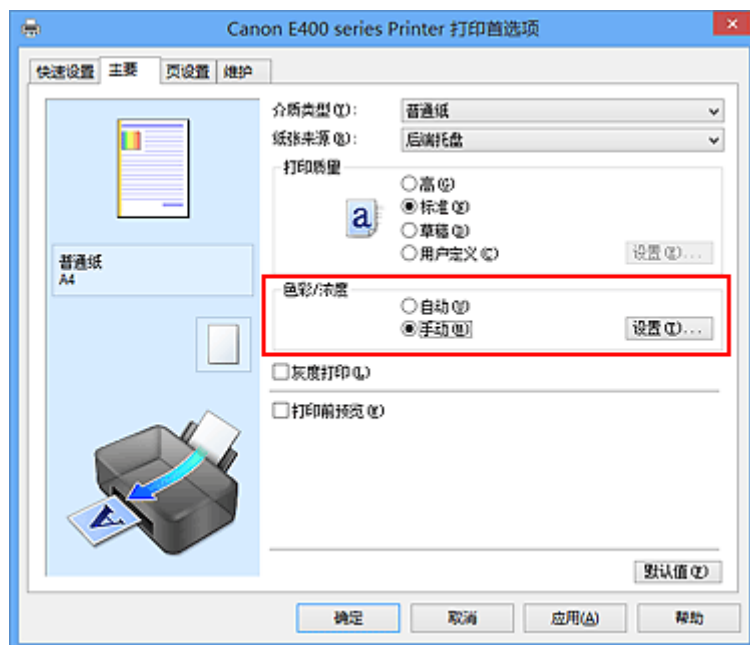 Canon E400 series Printer 打印首选项
快速设置 主要 页设置 维护
介质类型(Y): 普通纸
纸张来源(R): 后端托盘
打印质量
a
高(G)
标准(X)
草稿(D)
用户定义(C) 设置(E)...
普通纸
A4
色彩/浓度
自动(U)
手动(N) 设置(T)...
灰度打印(L)
打印前预览(K)
A
默认值(Z)
确定 取消 应用(A) 帮助